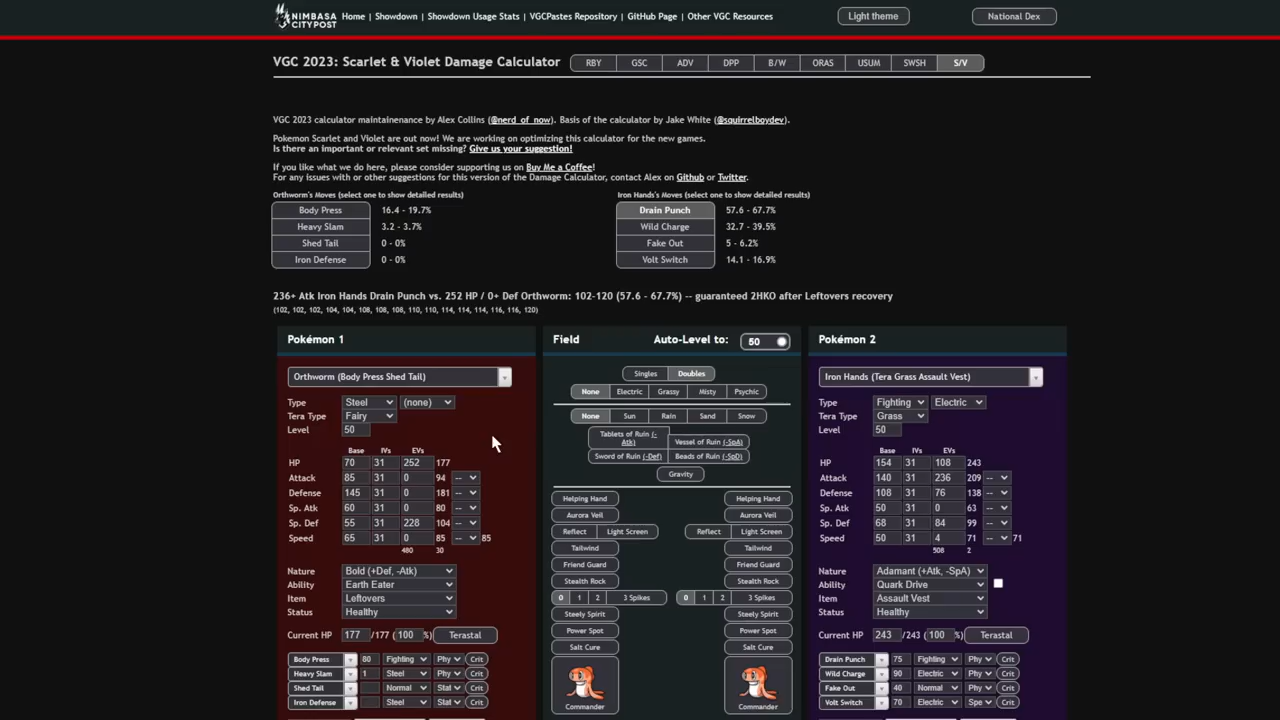 NIMBASA CITY POST
Home | Showdown | Showdown Usage Stats | VGCPastes Repository | GitHub Page | Other VGC Resources
Light theme
National Dex
VGC 2023: Scarlet & Violet Damage Calculator
RBY GSC ADV DPP B/W ORAS USUM SWSH S/V
VGC 2023 calculator maintainenance by Alex Collins (@nerd_of_now). Basis of the calculator by Jake White (@squirrelboydev).
Pokemon Scarlet and Violet are out now! We are working on optimizing this calculator for the new games.
Is there an important or relevant set missing? Give us your suggestion!
If you like what we do here, please consider supporting us on Buy Me a Coffee!
For any issues with or other suggestions for this version of the Damage Calculator, contact Alex on Github or Twitter.
Orthworm's Moves (select one to show detailed results)
Body Press 16.4 - 19.7%
Heavy Slam 3.2 - 3.7%
Shed Tail 0 - 0%
Iron Defense 0 - 0%
Iron Hands's Moves (select one to show detailed results)
Drain Punch 57.6 - 67.7%
Wild Charge 32.7 - 39.5%
Fake Out 5 - 6.2%
Volt Switch 14.1 - 16.9%
236+ Atk Iron Hands Drain Punch vs. 252 HP / 0+ Def Orthworm: 102-120 (57.6 - 67.7%) -- guaranteed 2HKO after Leftovers recovery
(102, 102, 102, 104, 104, 108, 108, 108, 110, 110, 114, 114, 114, 116, 116, 120)
Pokémon 1
Orthworm (Body Press Shed Tail)
Type Steel (none)
Tera Type Fairy
Level 50
Base IVs EVs
HP 70 31 252 177
Attack 85 31 0 94 --
Defense 145 31 0 181 --
Sp. Atk 60 31 0 80 --
Sp. Def 55 31 228 104 --
Speed 65 31 0 85 -- 85
480 30
Nature Bold (+Def, -Atk)
Ability Earth Eater
Item Leftovers
Status Healthy
Current HP 177 /177 (100 %) Terastal
Body Press 80 Fighting Phy Crit
Heavy Slam 1 Steel Phy Crit
Shed Tail Normal Stat Crit
Iron Defense Steel Stat Crit
Field Auto-Level to: 50
Singles Doubles
None Electric Grassy Misty Psychic
None Sun Rain Sand Snow
Tablets of Ruin (-Atk) Vessel of Ruin (-SpA)
Sword of Ruin (-Def) Beads of Ruin (-SpD)
Gravity
Helping Hand Helping Hand
Aurora Veil Aurora Veil
Reflect Light Screen Reflect Light Screen
Tailwind Tailwind
Friend Guard Friend Guard
Stealth Rock Stealth Rock
0 1 2 3 Spikes 0 1 2 3 Spikes
Steely Spirit Steely Spirit
Power Spot Power Spot
Salt Cure Salt Cure
Commander Commander
Pokémon 2
Iron Hands (Tera Grass Assault Vest)
Type Fighting Electric
Tera Type Grass
Level 50
Base IVs EVs
HP 154 31 108 243
Attack 140 31 236 209 --
Defense 108 31 76 138 --
Sp. Atk 50 31 0 63 --
Sp. Def 68 31 84 99 --
Speed 50 31 4 71 -- 71
508 2
Nature Adamant (+Atk, -SpA)
Ability Quark Drive
Item Assault Vest
Status Healthy
Current HP 243 /243 (100 %) Terastal
Drain Punch 75 Fighting Phy Crit
Wild Charge 90 Electric Phy Crit
Fake Out 40 Normal Phy Crit
Volt Switch 70 Electric Spe Crit